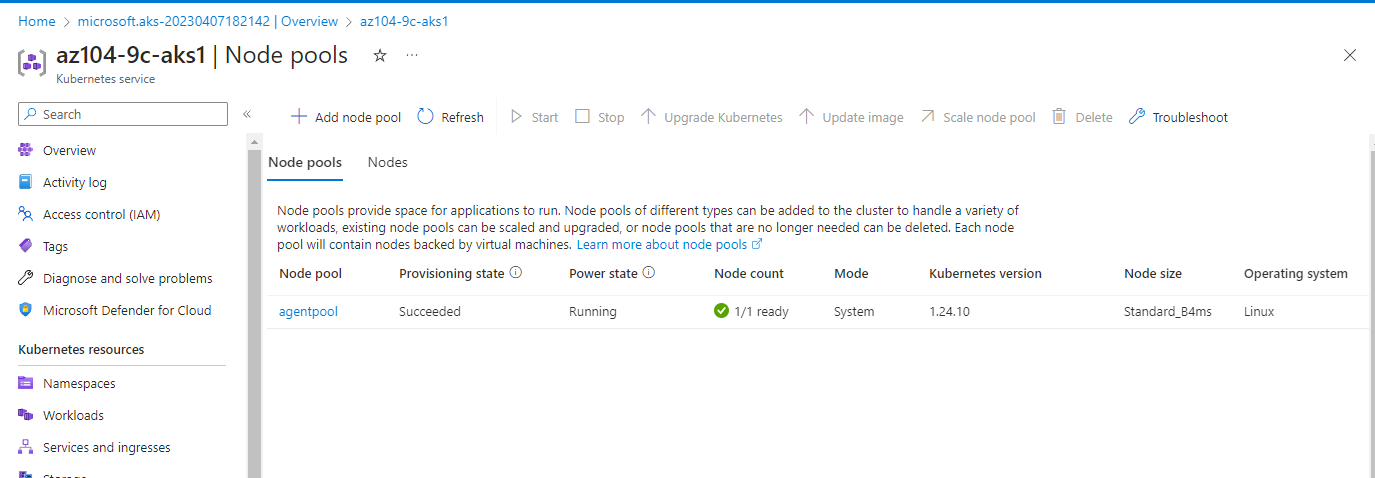 Home > microsoft.aks-20230407182142 | Overview > az104-9c-aks1
az104-9c-aks1 | Node pools
Kubernetes service
Search
Add node pool Refresh Start Stop Upgrade Kubernetes Update image Scale node pool Delete Troubleshoot
Overview
Activity log
Access control (IAM)
Tags
Diagnose and solve problems
Microsoft Defender for Cloud
Kubernetes resources
Namespaces
Workloads
Services and ingresses
Storage
Node pools Nodes
Node pools provide space for applications to run. Node pools of different types can be added to the cluster to handle a variety of
workloads, existing node pools can be scaled and upgraded, or node pools that are no longer needed can be deleted. Each node
pool will contain nodes backed by virtual machines. Learn more about node pools
Node pool Provisioning state Power state Node count Mode Kubernetes version Node size Operating system
agentpool Succeeded Running 1/1 ready System 1.24.10 Standard_B4ms Linux